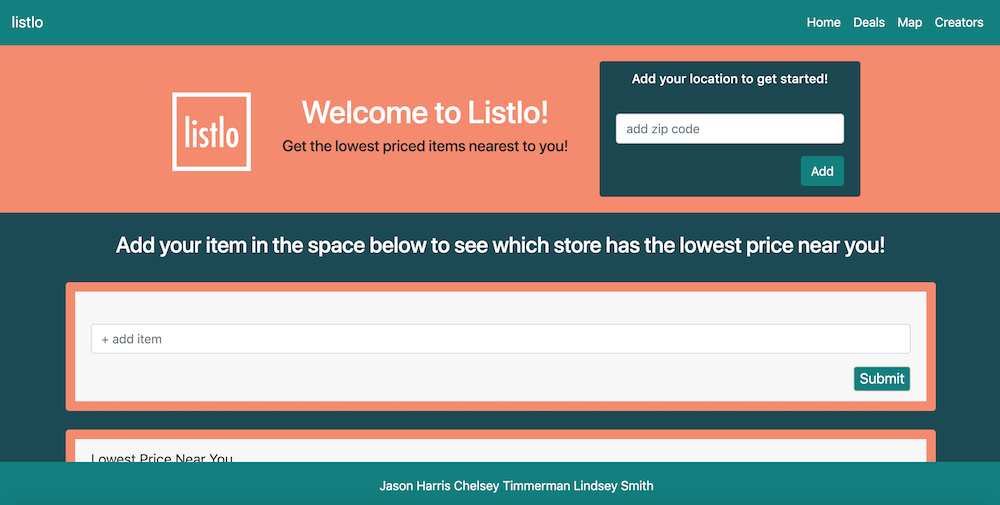 listlo
Home Deals Map Creators
listlo
Welcome to Listlo!
Get the lowest priced items nearest to you!
Add your location to get started!
add zip code
Add
Add your item in the space below to see which store has the lowest price near you!
+ add item
Submit
Lowest Price Near You
Jason Harris Chelsey Timmerman Lindsey Smith